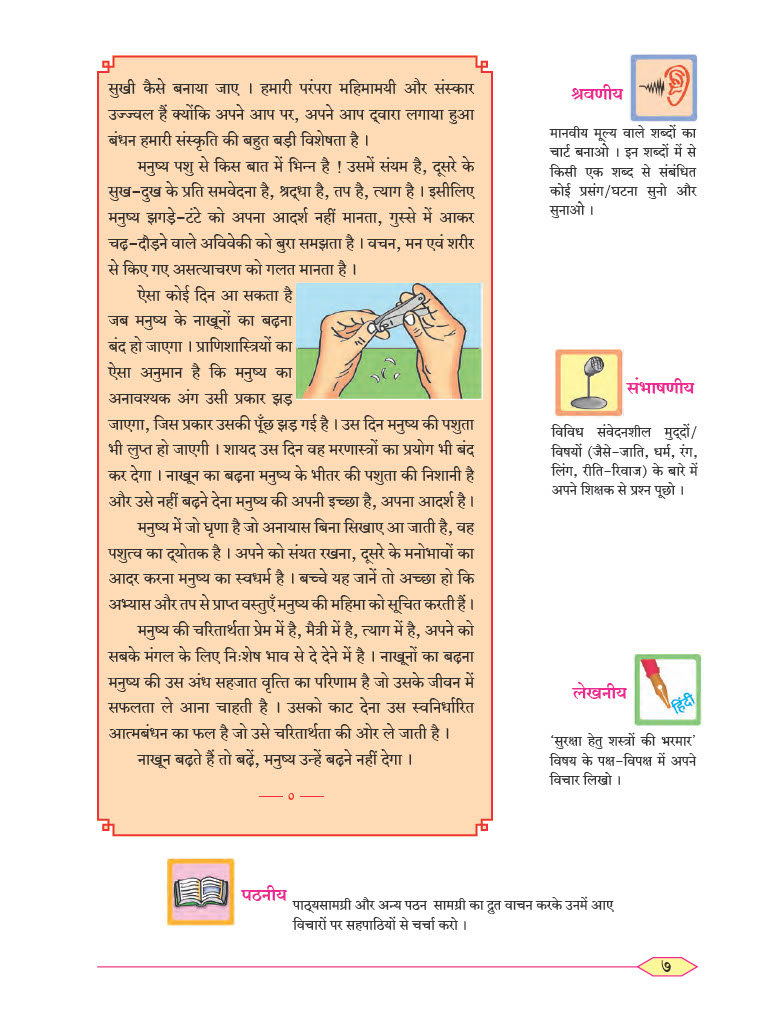 सुखी कैसे बनाया जाए । हमारी परंपरा महिमामयी और संस्कार
उज्ज्वल हैं क्योंकि अपने आप पर, अपने आप द्‌वारा लगाया हुआ
बंधन हमारी संस्कृति की बहुत बड़ी विशेषता है ।
मनुष्य पशु से किस बात में भिन्न है ! उसमें संयम है, दूसरे के
सुख-दुख के प्रति समवेदना है, श्रद्‌धा है, तप है, त्याग है । इसीलिए
मनुष्य झगड़े-टंटे को अपना आदर्श नहीं मानता, गुस्से में आकर
चढ़-दौड़ने वाले अविवेकी को बुरा समझता है । वचन, मन एवं शरीर
से किए गए असत्याचरण को गलत मानता है ।
ऐसा कोई दिन आ सकता है
जब मनुष्य के नाखूनों का बढ़ना
बंद हो जाएगा । प्राणिशास्त्रियों का
ऐसा अनुमान है कि मनुष्य का
अनावश्यक अंग उसी प्रकार झड़
जाएगा, जिस प्रकार उसकी पूँछ झड़ गई है । उस दिन मनुष्य की पशुता
भी लुप्त हो जाएगी । शायद उस दिन वह मरणास्त्रों का प्रयोग भी बंद
कर देगा । नाखून का बढ़ना मनुष्य के भीतर की पशुता की निशानी है
और उसे नहीं बढ़ने देना मनुष्य की अपनी इच्छा है, अपना आदर्श है ।
मनुष्य में जो घृणा है जो अनायास बिना सिखाए आ जाती है, वह
पशुत्व का द्‌योतक है । अपने को संयत रखना, दूसरे के मनोभावों का
आदर करना मनुष्य का स्वधर्म है । बच्चे यह जानें तो अच्छा हो कि
अभ्यास और तप से प्राप्त वस्तुएँ मनुष्य की महिमा को सूचित करती हैं ।
मनुष्य की चरितार्थता प्रेम में है, मैत्री में है, त्याग में है, अपने को
सबके मंगल के लिए निःशेष भाव से दे देने में है । नाखूनों का बढ़ना
मनुष्य की उस अंध सहजात वृत्ति का परिणाम है जो उसके जीवन में
सफलता ले आना चाहती है । उसको काट देना उस स्वनिर्धारित
आत्मबंधन का फल है जो उसे चरितार्थता की ओर ले जाती है ।
नाखून बढ़ते हैं तो बढ़ें, मनुष्य उन्हें बढ़ने नहीं देगा ।
— ० —
श्रवणीय
मानवीय मूल्य वाले शब्दों का
चार्ट बनाओ । इन शब्दों में से
किसी एक शब्द से संबंधित
कोई प्रसंग/घटना सुनो और
सुनाओ ।
संभाषणीय
विविध संवेदनशील मुद्‌दों/
विषयों (जैसे-जाति, धर्म, रंग,
लिंग, रीति-रिवाज) के बारे में
अपने शिक्षक से प्रश्न पूछो ।
लेखनीय
हिंदी
‘सुरक्षा हेतु शस्त्रों की भरमार’
विषय के पक्ष-विपक्ष में अपने
विचार लिखो ।
पठनीय
पाठ्‌यसामग्री और अन्य पठन सामग्री का द्रुत वाचन करके उनमें आए
विचारों पर सहपाठियों से चर्चा करो ।
७